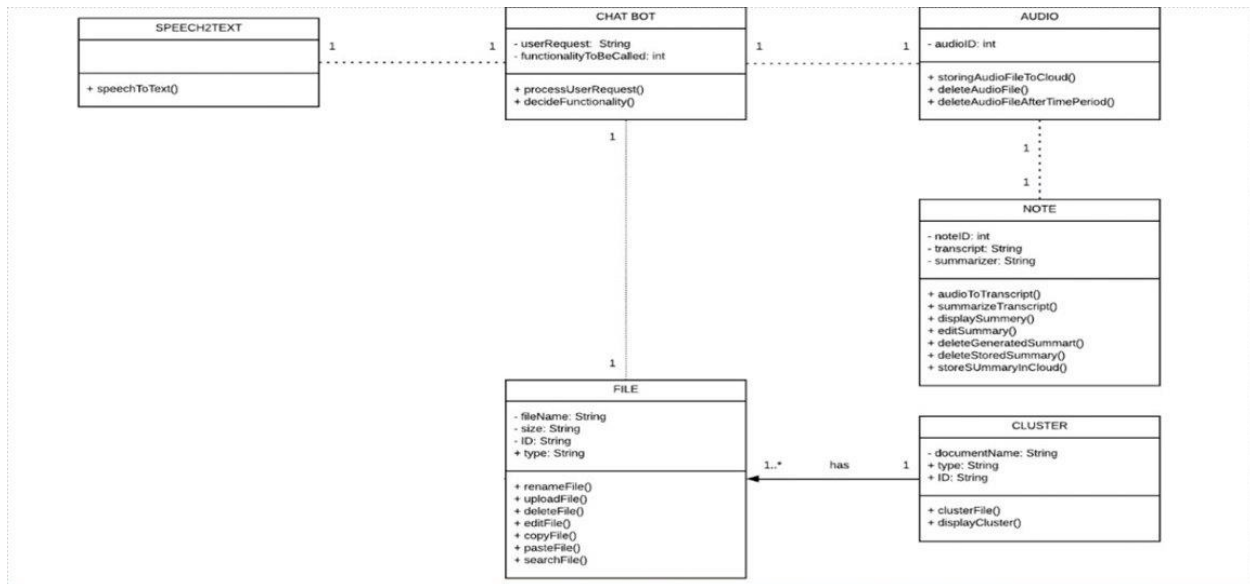 SPEECH2TEXT
+ speechToText()
1
1
CHAT BOT
- userRequest: String
- functionalityToBeCalled: int
+ processUserRequest()
+ decideFunctionality()
1
1
AUDIO
- audioID: int
+ storingAudioFileToCloud()
+ deleteAudioFile()
+ deleteAudioFileAfterTimePeriod()
1
1
NOTE
- noteID: int
- transcript: String
- summarizer: String
+ audioToTranscript()
+ summarizeTranscript()
+ displaySummery()
+ editSummary()
+ deleteGeneratedSummart()
+ deleteStoredSummary()
+ storeSUmmaryInCloud()
1
1
FILE
- fileName: String
- size: String
- ID: String
+ type: String
+ renameFile()
+ uploadFile()
+ deleteFile()
+ editFile()
+ copyFile()
+ pasteFile()
+ searchFile()
1..* has 1
CLUSTER
- documentName: String
+ type: String
+ ID: String
+ clusterFile()
+ displayCluster()